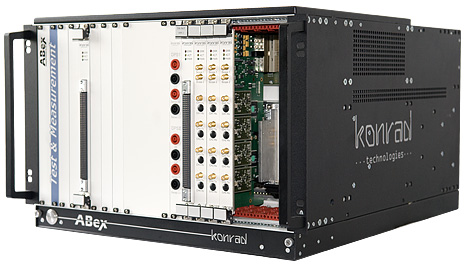 ABex
Test & Measurement
konrad
technologies
ABex
konrad